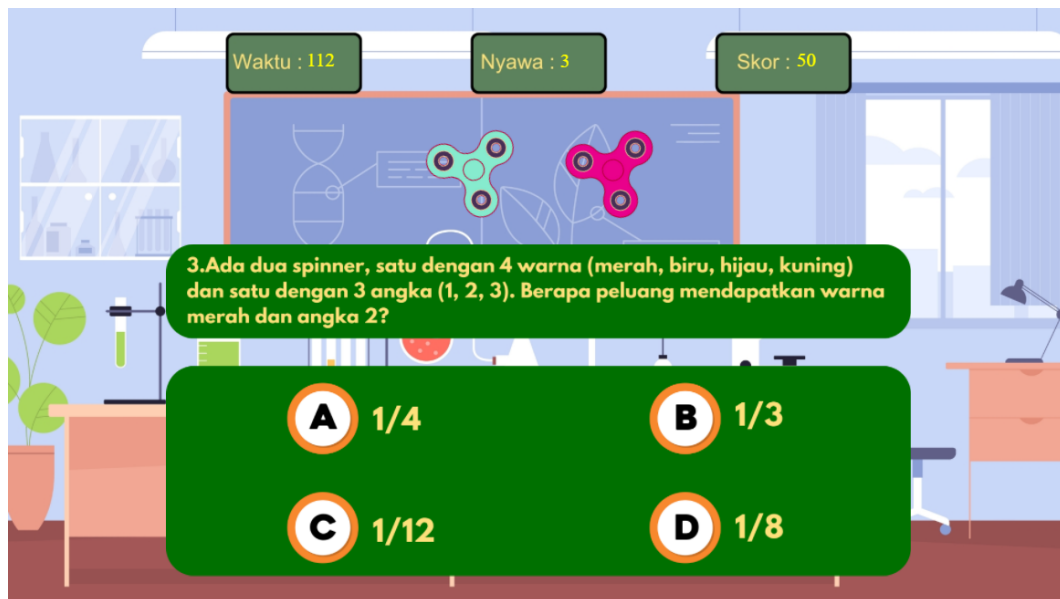 Waktu : 112
Nyawa : 3
Skor : 50
3.Ada dua spinner, satu dengan 4 warna (merah, biru, hijau, kuning)
dan satu dengan 3 angka (1, 2, 3). Berapa peluang mendapatkan warna
merah dan angka 2?
A 1/4
B 1/3
C 1/12
D 1/8